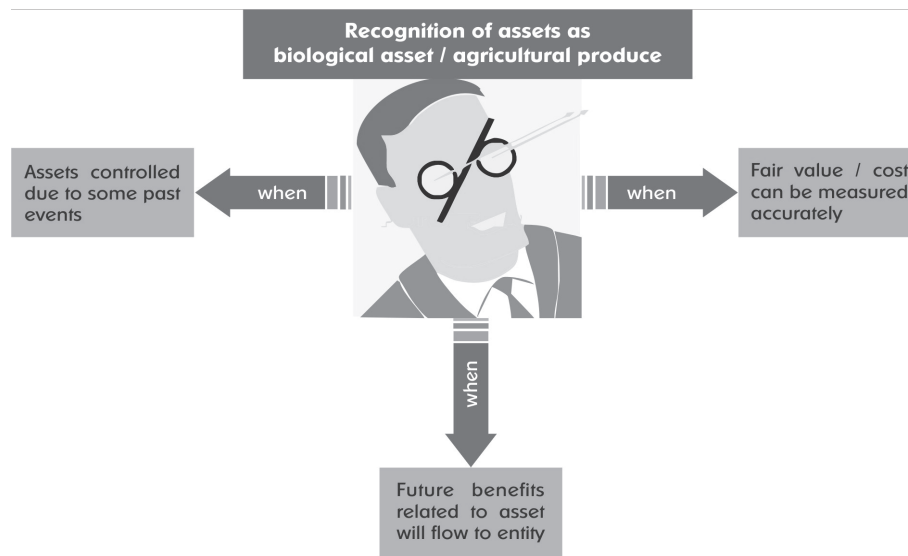 Recognition of assets as
biological asset / agricultural produce
Assets controlled
due to some past
events
when
when
Fair value / cost
can be measured
accurately
when
Future benefits
related to asset
will flow to entity